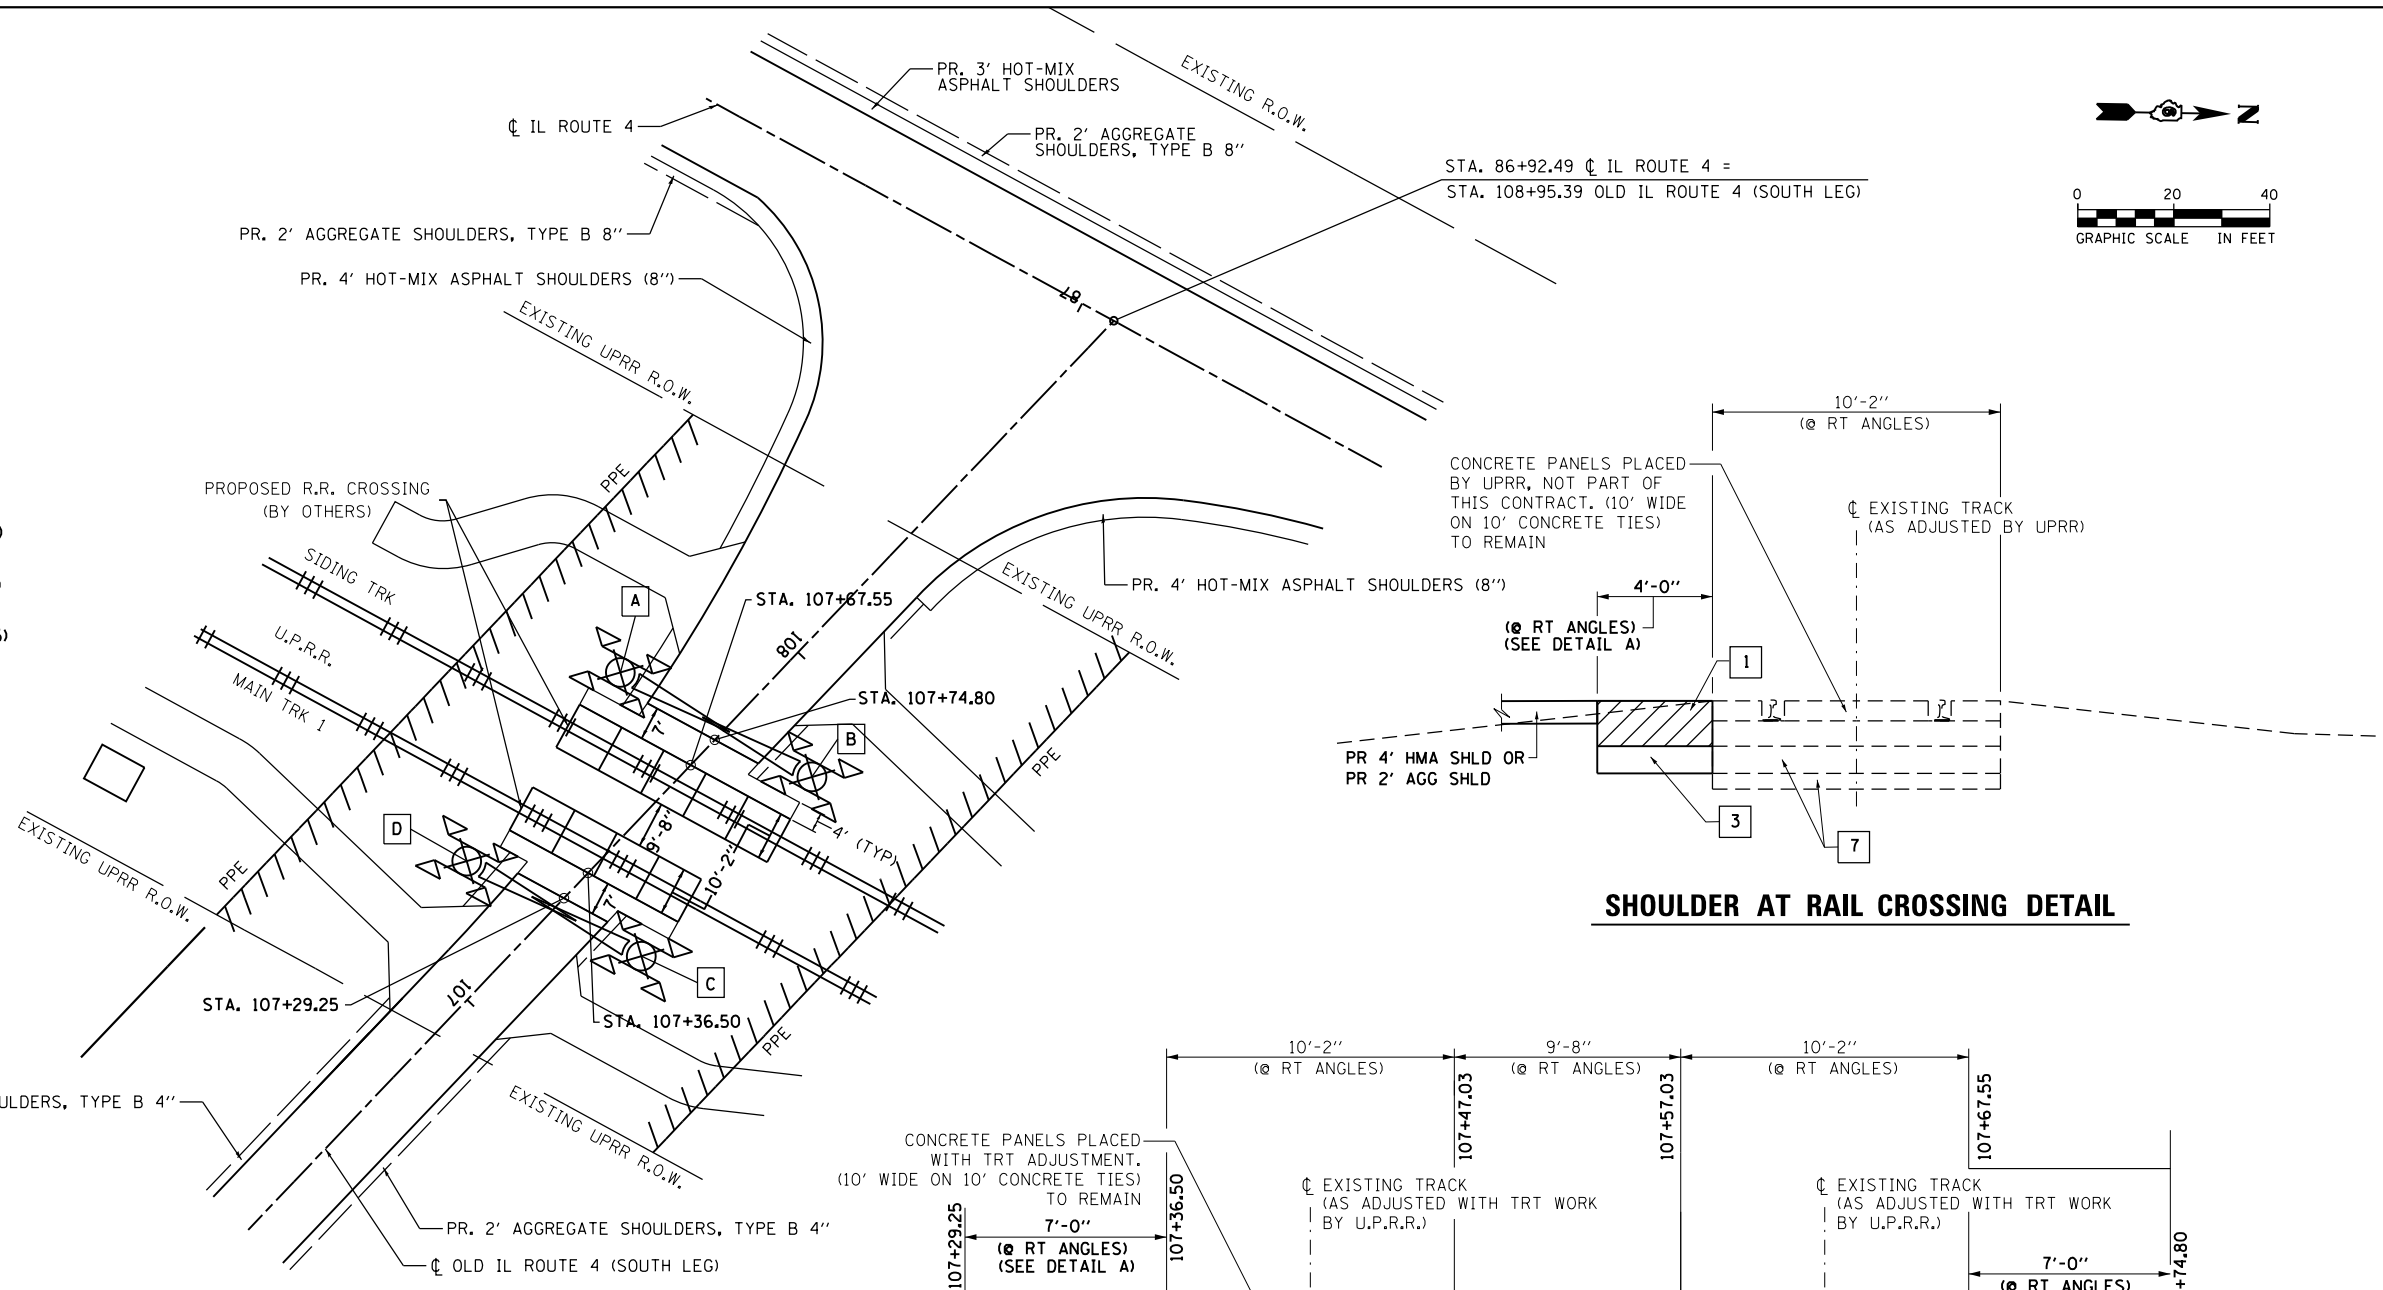 PR. 3' HOT-MIX
ASPHALT SHOULDERS
EXISTING R.O.W.
℄ IL ROUTE 4
PR. 2' AGGREGATE
SHOULDERS, TYPE B 8"
N
STA. 86+92.49 ℄ IL ROUTE 4 =
STA. 108+95.39 OLD IL ROUTE 4 (SOUTH LEG)
0 20 40
GRAPHIC SCALE IN FEET
PR. 2' AGGREGATE SHOULDERS, TYPE B 8"
PR. 4' HOT-MIX ASPHALT SHOULDERS (8")
87
EXISTING UPRR R.O.W.
PPE
PROPOSED R.R. CROSSING
(BY OTHERS)
SIDING TRK
U.P.R.R.
MAIN TRK 1
A
STA. 107+67.55
108
EXISTING UPRR R.O.W.
PR. 4' HOT-MIX ASPHALT SHOULDERS (8")
STA. 107+74.80
7'
B
PPE
4' (TYP)
9'-8"
10'-2"
D
7'
C
EXISTING UPRR R.O.W.
PPE
STA. 107+29.25
107
STA. 107+36.50
PPE
EXISTING UPRR R.O.W.
ULDERS, TYPE B 4"
PR. 2' AGGREGATE SHOULDERS, TYPE B 4"
℄ OLD IL ROUTE 4 (SOUTH LEG)
10'-2"
(@ RT ANGLES)
CONCRETE PANELS PLACED
BY UPRR, NOT PART OF
THIS CONTRACT. (10' WIDE
ON 10' CONCRETE TIES)
TO REMAIN
℄ EXISTING TRACK
(AS ADJUSTED BY UPRR)
4'-0"
(@ RT ANGLES)
(SEE DETAIL A)
1
PR 4' HMA SHLD OR
PR 2' AGG SHLD
3
7
SHOULDER AT RAIL CROSSING DETAIL
10'-2"
(@ RT ANGLES)
9'-8"
(@ RT ANGLES)
10'-2"
(@ RT ANGLES)
107+47.03
107+57.03
107+67.55
CONCRETE PANELS PLACED
WITH TRT ADJUSTMENT.
(10' WIDE ON 10' CONCRETE TIES)
TO REMAIN
℄ EXISTING TRACK
(AS ADJUSTED WITH TRT WORK
BY U.P.R.R.)
℄ EXISTING TRACK
(AS ADJUSTED WITH TRT WORK
BY U.P.R.R.)
107+29.25
7'-0"
(@ RT ANGLES)
(SEE DETAIL A)
107+36.50
7'-0"
(@ RT ANGLES)
+74.80